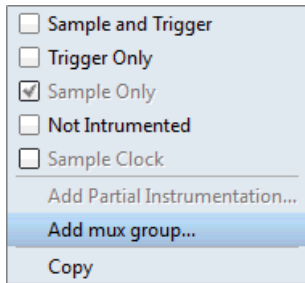 Sample and Trigger
Trigger Only
Sample Only
Not Intrumented
Sample Clock
Add Partial Instrumentation...
Add mux group...
Copy